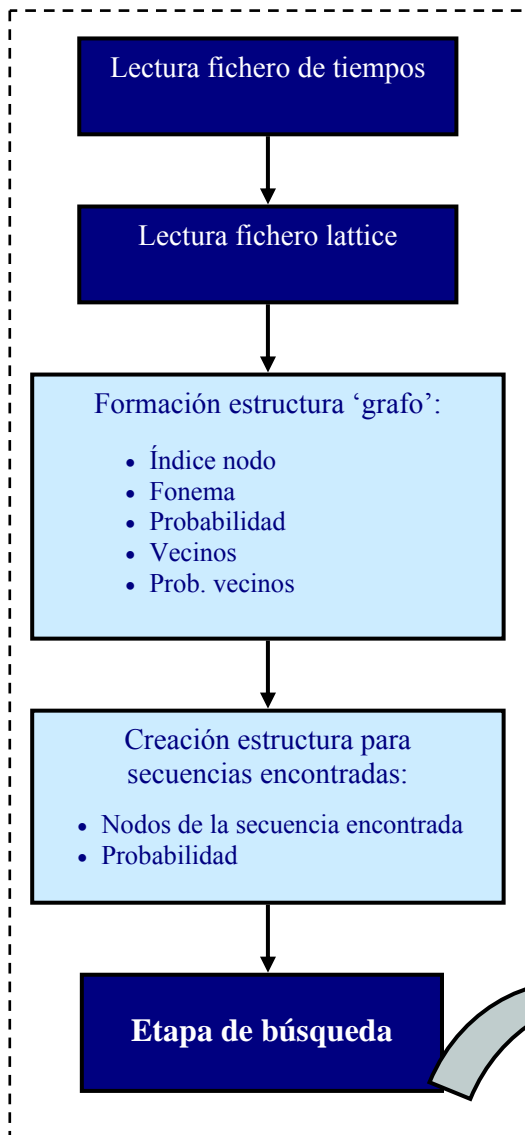 Lectura fichero de tiempos
Lectura fichero lattice
Formación estructura ‘grafo’:
• Índice nodo
• Fonema
• Probabilidad
• Vecinos
• Prob. vecinos
Creación estructura para
secuencias encontradas:
• Nodos de la secuencia encontrada
• Probabilidad
Etapa de búsqueda